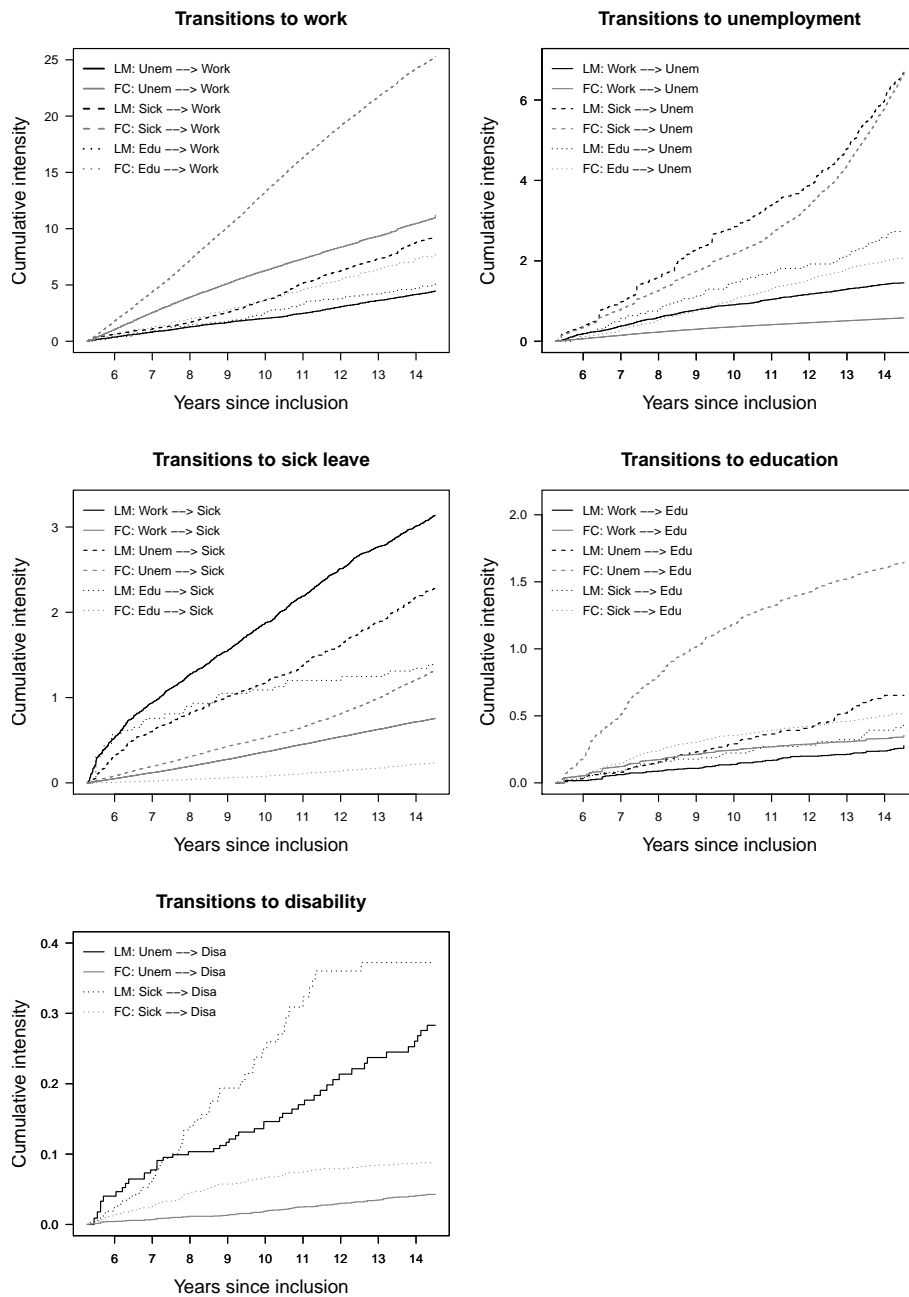 Transitions to work
Cumulative intensity
25
20
15
10
5
0
LM: Unem −−> Work
FC: Unem −−> Work
LM: Sick −−> Work
FC: Sick −−> Work
LM: Edu −−> Work
FC: Edu −−> Work
6 7 8 9 10 11 12 13 14
Years since inclusion
Transitions to unemployment
Cumulative intensity
6
4
2
0
LM: Work −−> Unem
FC: Work −−> Unem
LM: Sick −−> Unem
FC: Sick −−> Unem
LM: Edu −−> Unem
FC: Edu −−> Unem
6 7 8 9 10 11 12 13 14
Years since inclusion
Transitions to sick leave
Cumulative intensity
3
2
1
0
LM: Work −−> Sick
FC: Work −−> Sick
LM: Unem −−> Sick
FC: Unem −−> Sick
LM: Edu −−> Sick
FC: Edu −−> Sick
6 7 8 9 10 11 12 13 14
Years since inclusion
Transitions to education
Cumulative intensity
2.0
1.5
1.0
0.5
0.0
LM: Work −−> Edu
FC: Work −−> Edu
LM: Unem −−> Edu
FC: Unem −−> Edu
LM: Sick −−> Edu
FC: Sick −−> Edu
6 7 8 9 10 11 12 13 14
Years since inclusion
Transitions to disability
Cumulative intensity
0.4
0.3
0.2
0.1
0.0
LM: Unem −−> Disa
FC: Unem −−> Disa
LM: Sick −−> Disa
FC: Sick −−> Disa
6 7 8 9 10 11 12 13 14
Years since inclusion